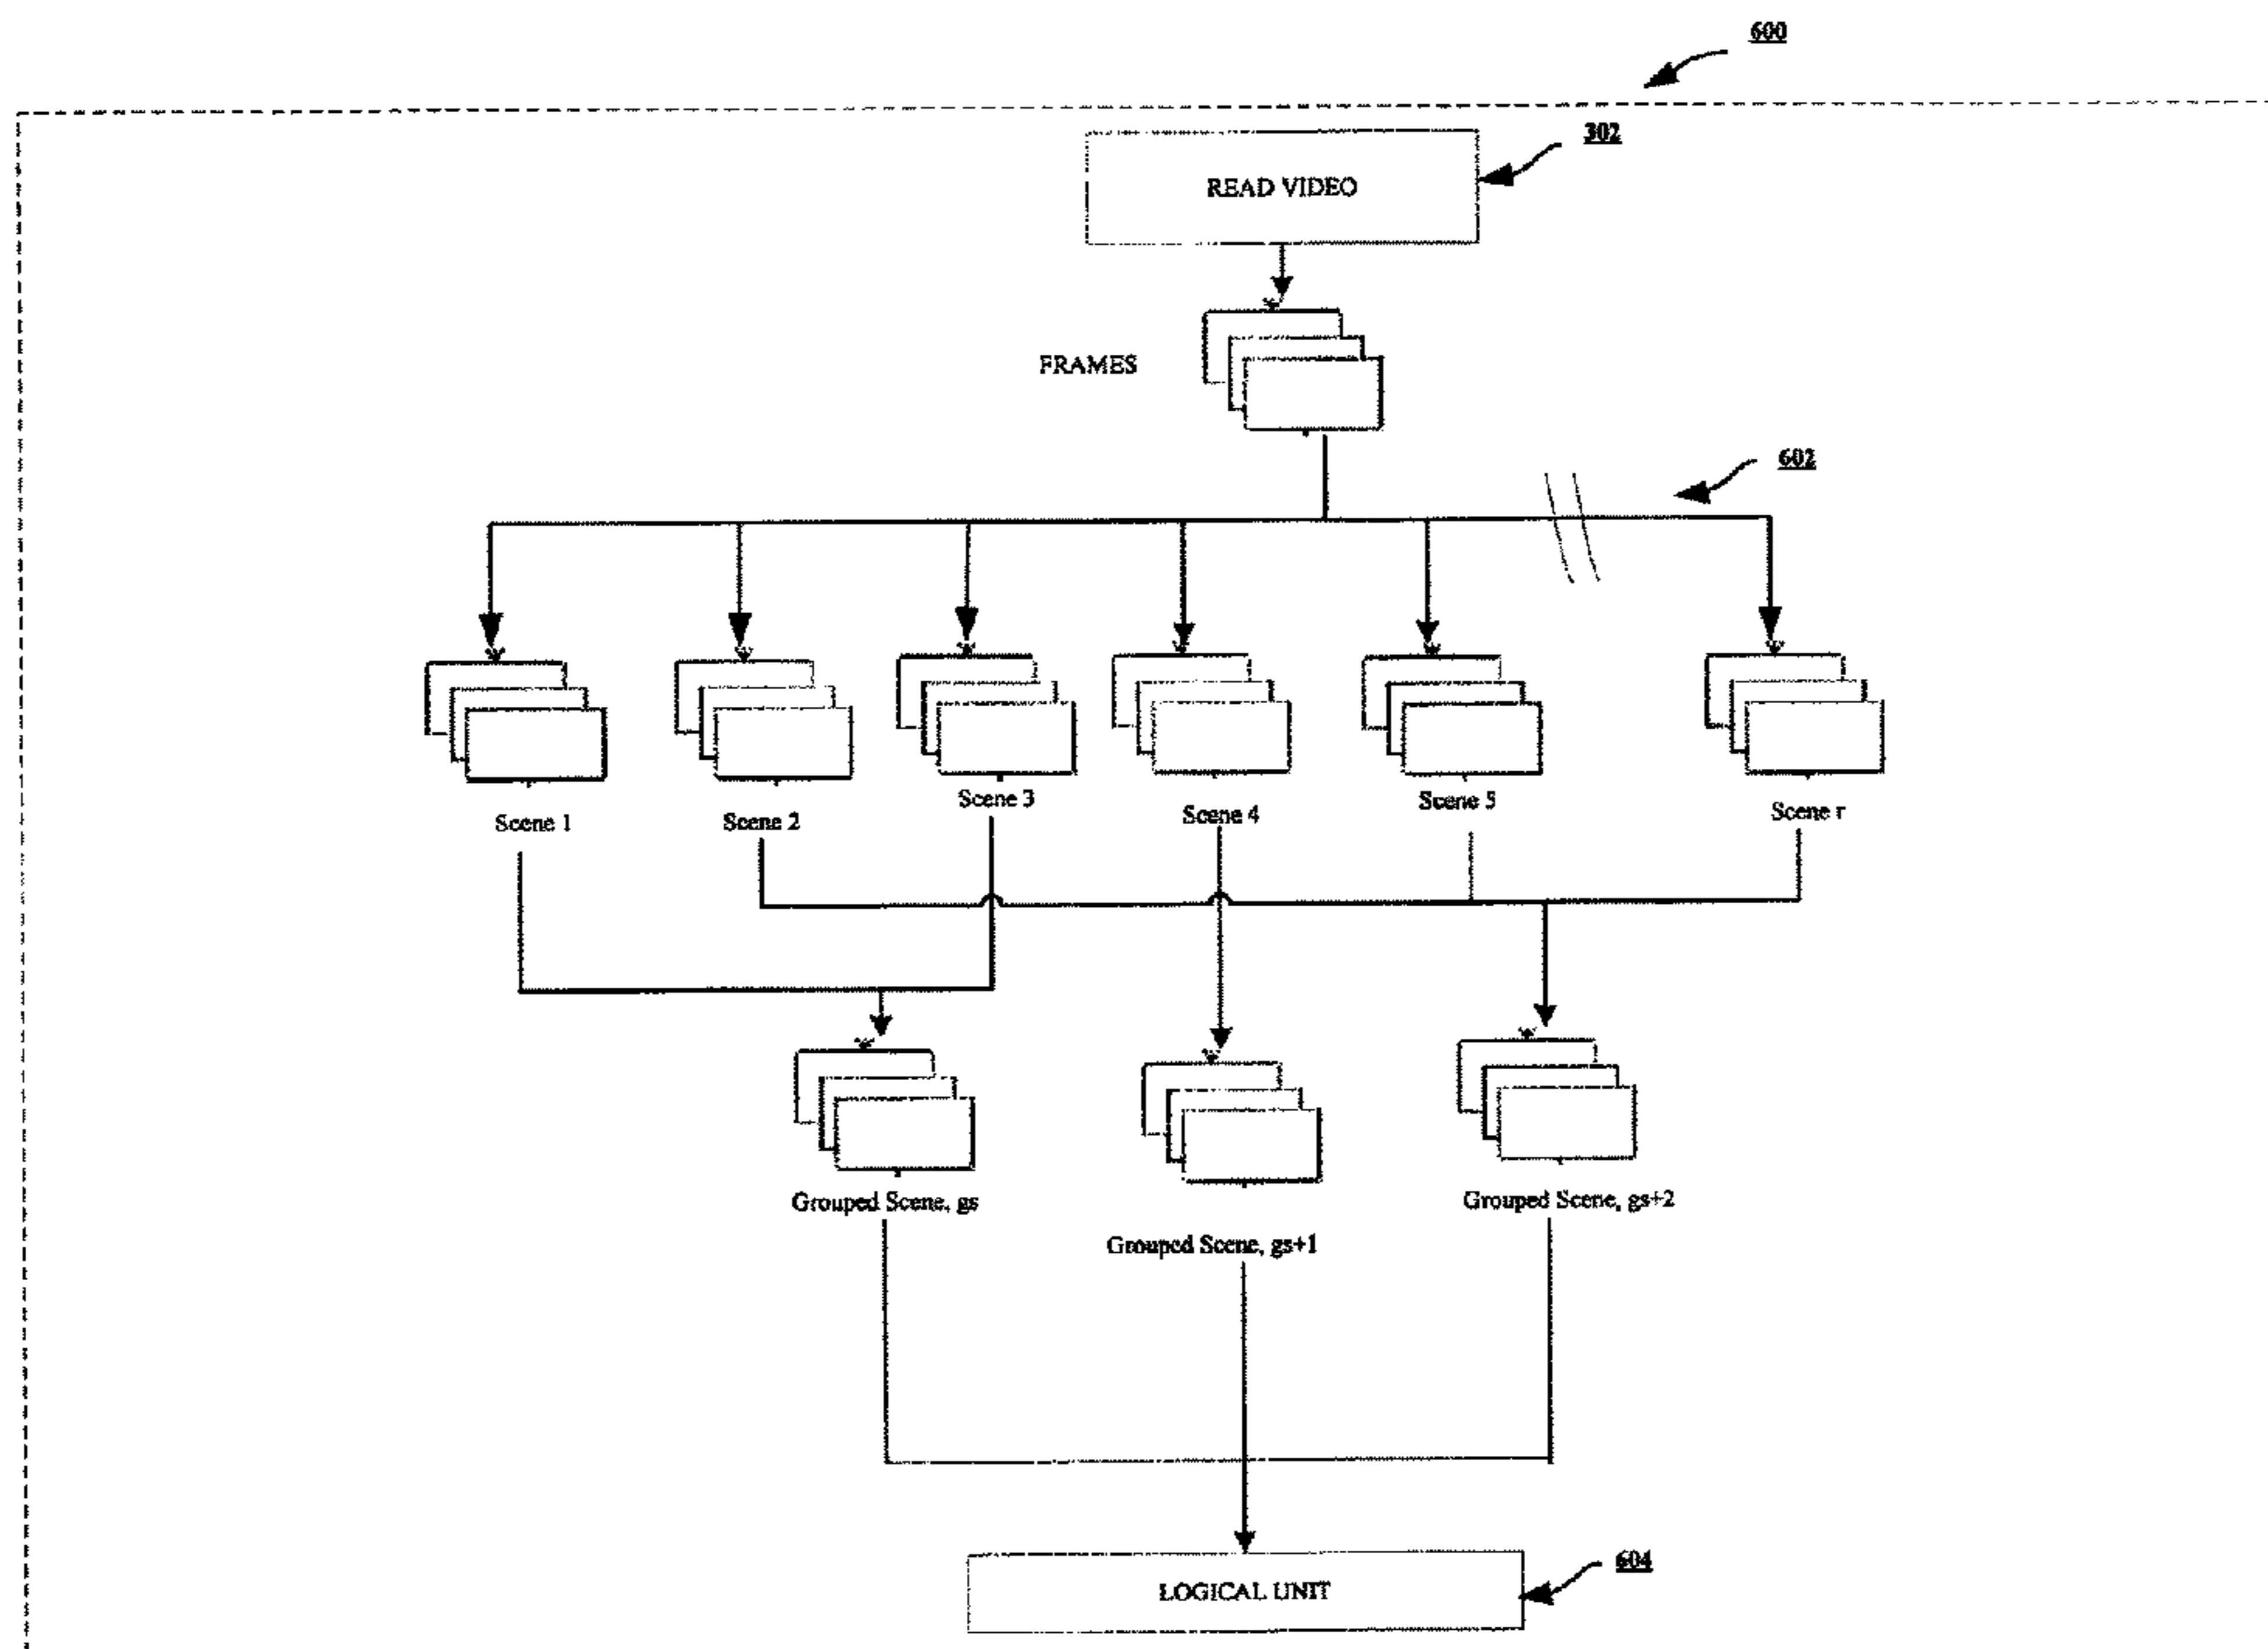 600
302
READ VIDEO
FRAMES
602
Scene 1
Scene 2
Scene 3
Scene 4
Scene 5
Scene r
Grouped Scene, gs
Grouped Scene, gs+1
Grouped Scene, gs+2
604
LOGICAL UNIT